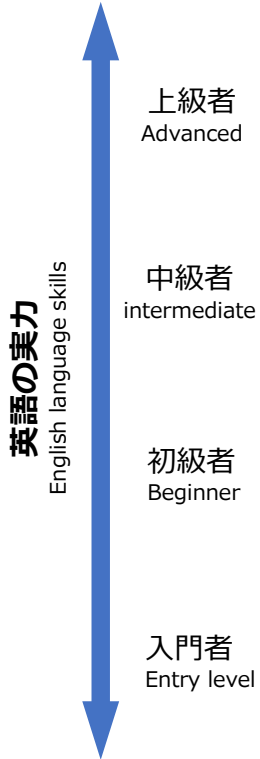 上級者
Advanced
中級者
intermediate
英語の実力
English language skills
初級者
Beginner
入門者
Entry level